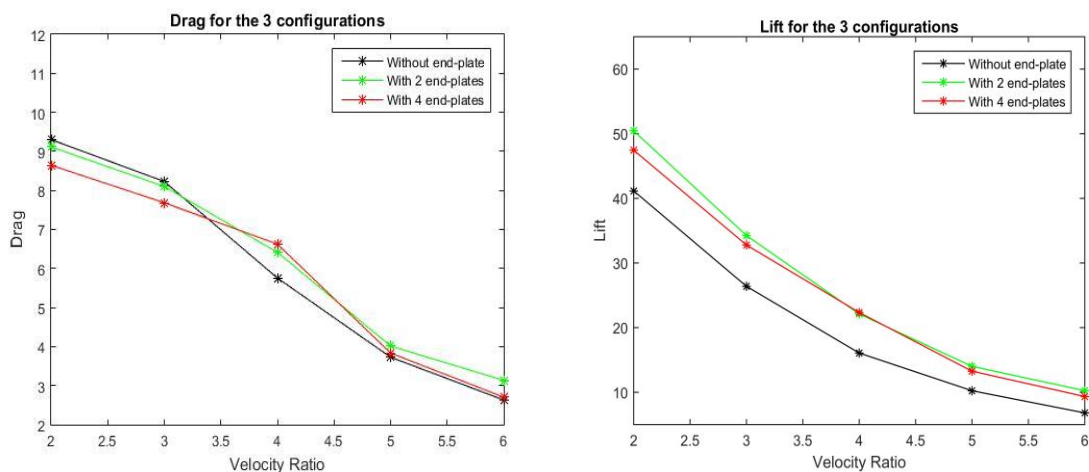 Drag for the 3 configurations
12
11
10
9
8
7
6
5
4
3
2
Drag
Without end-plate
With 2 end-plates
With 4 end-plates
2 2.5 3 3.5 4 4.5 5 5.5 6
Velocity Ratio
Lift for the 3 configurations
60
50
40
30
20
10
Lift
Without end-plate
With 2 end-plates
With 4 end-plates
2 2.5 3 3.5 4 4.5 5 5.5 6
Velocity Ratio